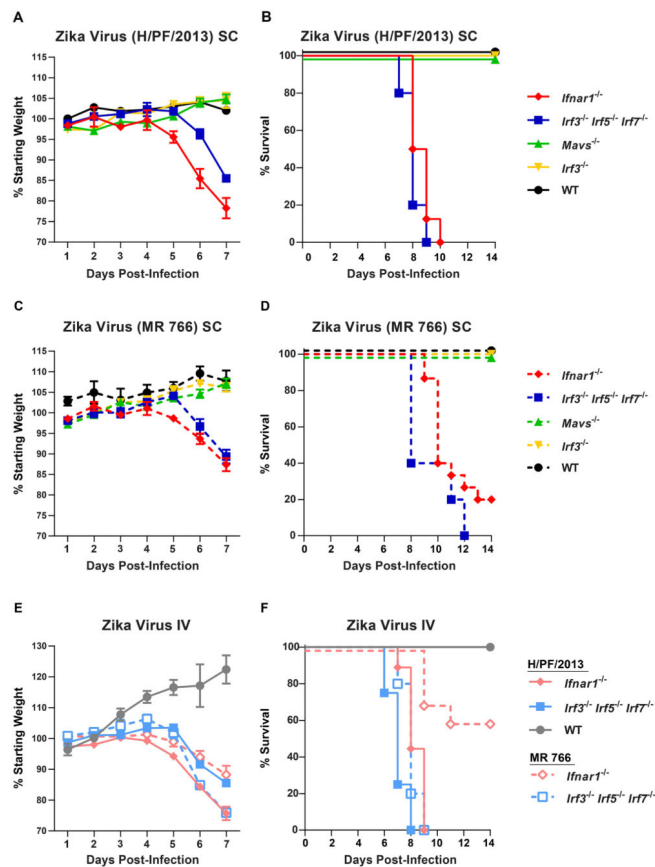 A
Zika Virus (H/PF/2013) SC
% Starting Weight
110
105
100
95
90
85
80
75
70
1 2 3 4 5 6 7
Days Post-Infection
B
Zika Virus (H/PF/2013) SC
% Survival
100
80
60
40
20
0
0 2 4 6 8 10 12 14
Days Post-Infection
Ifnar1-/-
Irf3-/- Irf5-/- Irf7-/-
Mavs-/-
Irf3-/-
WT
C
Zika Virus (MR 766) SC
% Starting Weight
115
110
105
100
95
90
85
80
75
70
1 2 3 4 5 6 7
Days Post-Infection
D
Zika Virus (MR 766) SC
% Survival
100
80
60
40
20
0
0 2 4 6 8 10 12 14
Days Post-Infection
Ifnar1-/-
Irf3-/- Irf5-/- Irf7-/-
Mavs-/-
Irf3-/-
WT
E
Zika Virus IV
% Starting Weight
130
120
110
100
90
80
70
1 2 3 4 5 6 7
Days Post-Infection
F
Zika Virus IV
% Survival
100
80
60
40
20
0
0 2 4 6 8 10 12 14
Days Post-Infection
H/PF/2013
Ifnar1-/-
Irf3-/- Irf5-/- Irf7-/-
WT
MR 766
Ifnar1-/-
Irf3-/- Irf5-/- Irf7-/-